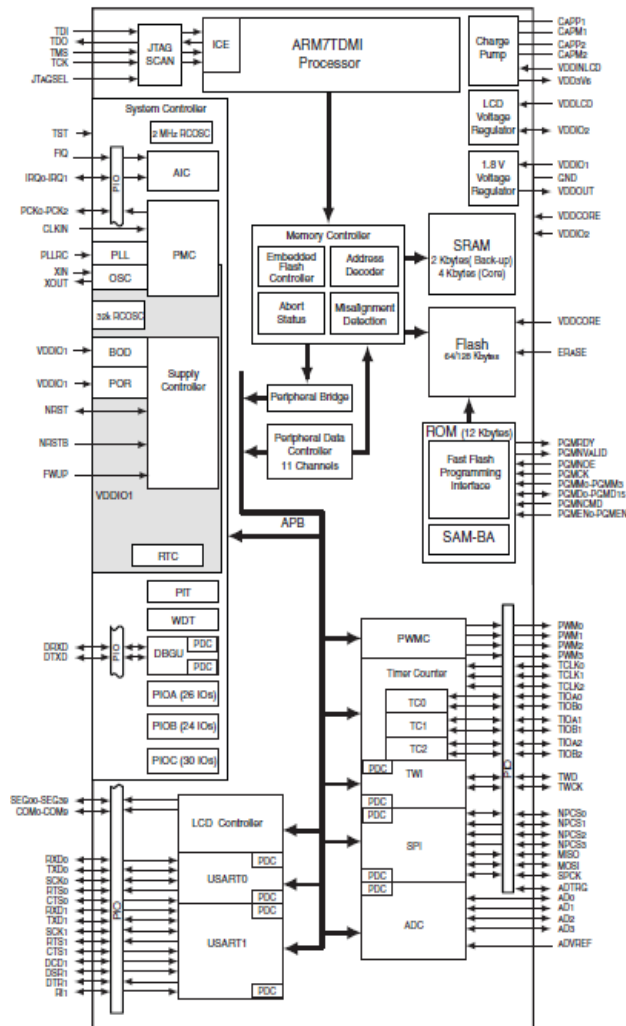 TDI
TDO
TMS
TCK
JTAGSEL
JTAG
SCAN
ICE
ARM7TDMI
Processor
Charge
Pump
CAPP1
CAPM1
CAPP2
CAPM2
VDDINLCD
VDD3V6
LCD
Voltage
Regulator
VDDLCD
VDDIO2
1.8 V
Voltage
Regulator
VDDIO1
GND
VDDOUT
VDDCORE
VDDIO2
System Controller
2 MHz RCOSC
TST
FIQ
IRQ0-IRQ1
PIO
AIC
PCK0-PCK2
CLKIN
PMC
PLLRC
PLL
XIN
XOUT
OSC
32k RCOSC
VDDIO1
BOD
VDDIO1
POR
Supply
Controller
NRST
NRSTB
FWUP
VDDIO1
RTC
Memory Controller
Embedded
Flash
Controller
Address
Decoder
Abort
Status
Misalignment
Detection
SRAM
2 Kbytes( Back-up)
4 Kbytes (Core)
Flash
64/128 Kbytes
VDDCORE
ERASE
Peripheral Bridge
Peripheral Data
Controller
11 Channels
ROM (12 Kbytes)
Fast Flash
Programming
Interface
SAM-BA
PGMRDY
PGMNVALID
PGMNOE
PGMCK
PGMM0-PGMM3
PGMD0-PGMD15
PGMNCMD
PGMEN0-PGMEN
APB
PIT
WDT
DRXD
DTXD
PIO
DBGU
PDC
PDC
PIOA (26 IOs)
PIOB (24 IOs)
PIOC (30 IOs)
PWMC
Timer Counter
TC0
TC1
TC2
PDC
TWI
PDC
PDC
SPI
PDC
PDC
ADC
PIO
PWM0
PWM1
PWM2
PWM3
TCLK0
TCLK1
TCLK2
TIOA0
TIOB0
TIOA1
TIOB1
TIOA2
TIOB2
TWD
TWCK
NPCS0
NPCS1
NPCS2
NPCS3
MISO
MOSI
SPCK
ADTRG
AD0
AD1
AD2
AD3
ADVREF
SEG00-SEG39
COM0-COM9
LCD Controller
RXD0
TXD0
SCK0
RTS0
CTS0
RXD1
TXD1
SCK1
RTS1
CTS1
DCD1
DSR1
DTR1
RI1
PIO
PDC
USART0
PDC
PDC
USART1
PDC